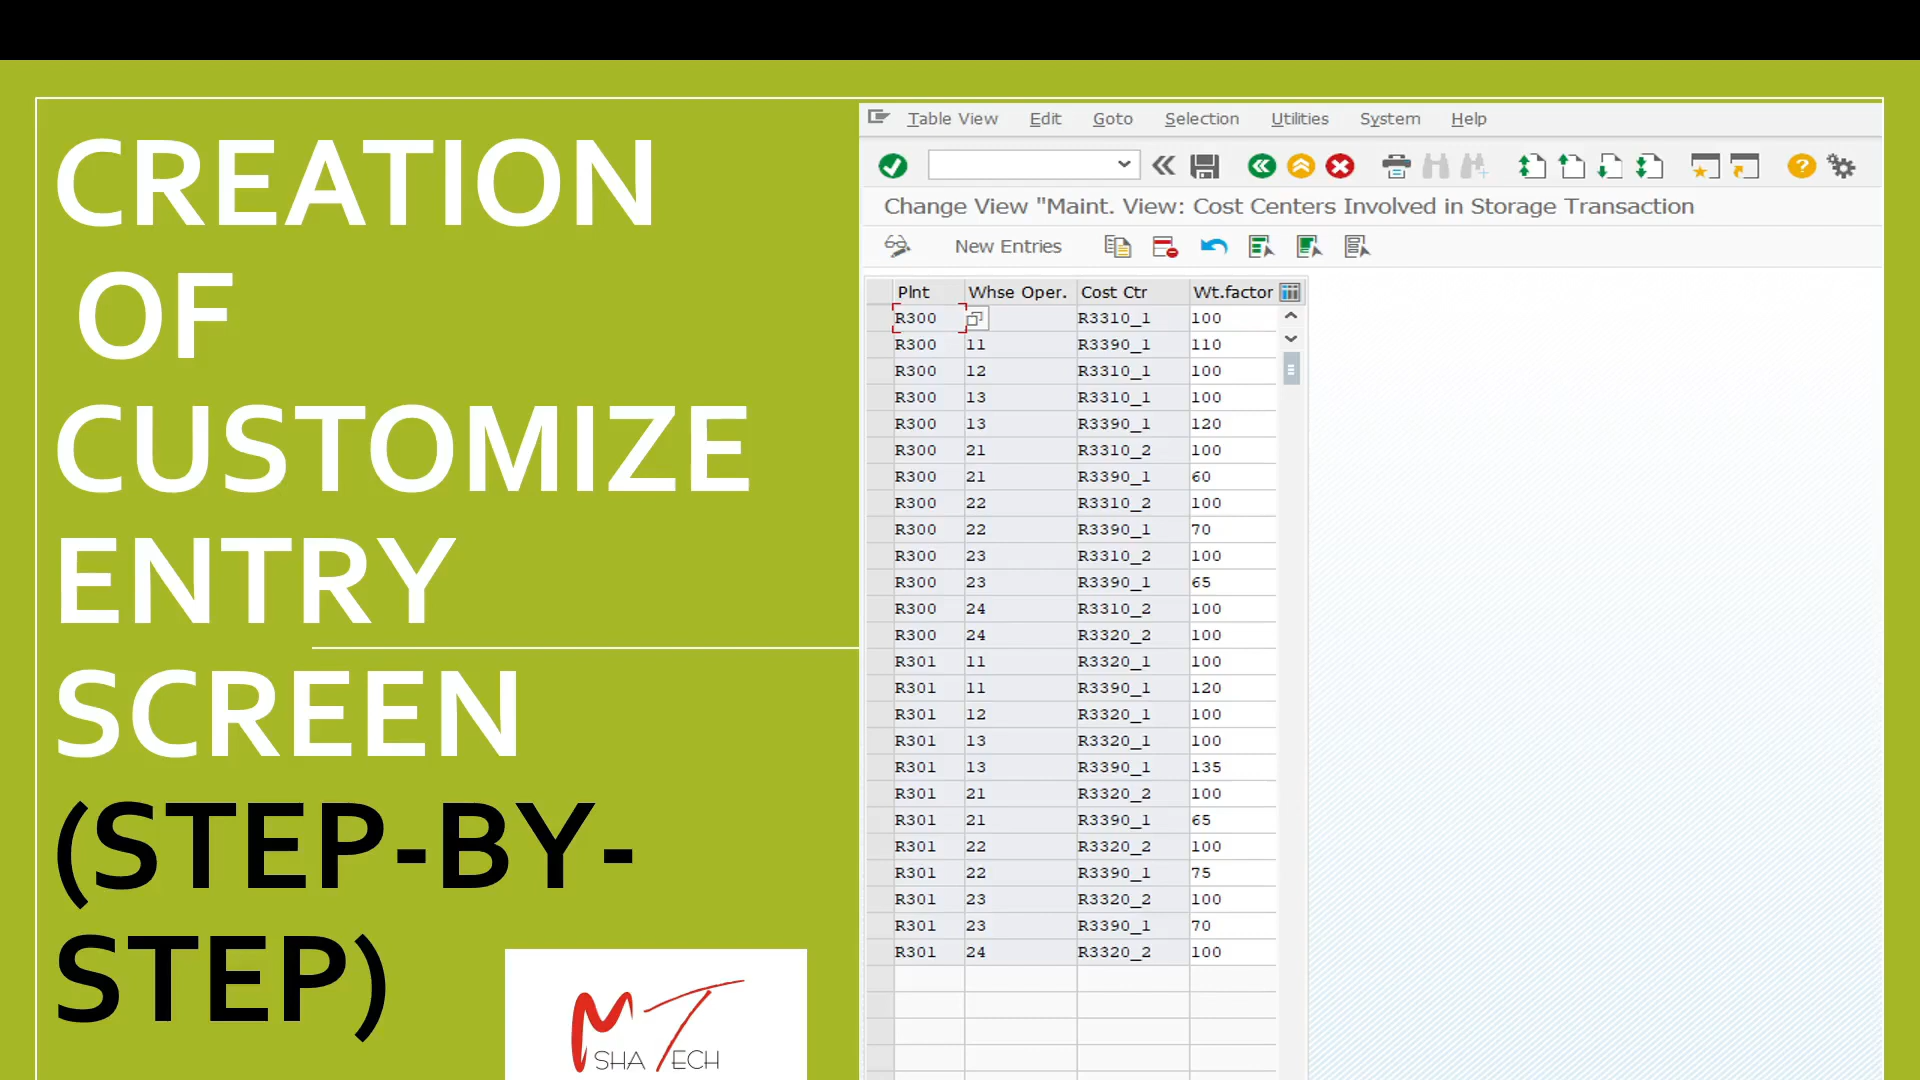 CREATION
OF
CUSTOMIZE
ENTRY
SCREEN
(STEP-BY-
STEP)
M T
SHA ECH
Table View Edit Goto Selection Utilities System Help
Change View "Maint. View: Cost Centers Involved in Storage Transaction
New Entries
Plnt Whse Oper. Cost Ctr Wt.factor
R300 R3310_1 100
R300 11 R3390_1 110
R300 12 R3310_1 100
R300 13 R3310_1 100
R300 13 R3390_1 120
R300 21 R3310_2 100
R300 21 R3390_1 60
R300 22 R3310_2 100
R300 22 R3390_1 70
R300 23 R3310_2 100
R300 23 R3390_1 65
R300 24 R3310_2 100
R300 24 R3320_2 100
R301 11 R3320_1 100
R301 11 R3390_1 120
R301 12 R3320_1 100
R301 13 R3320_1 100
R301 13 R3390_1 135
R301 21 R3320_2 100
R301 21 R3390_1 65
R301 22 R3320_2 100
R301 22 R3390_1 75
R301 23 R3320_2 100
R301 23 R3390_1 70
R301 24 R3320_2 100